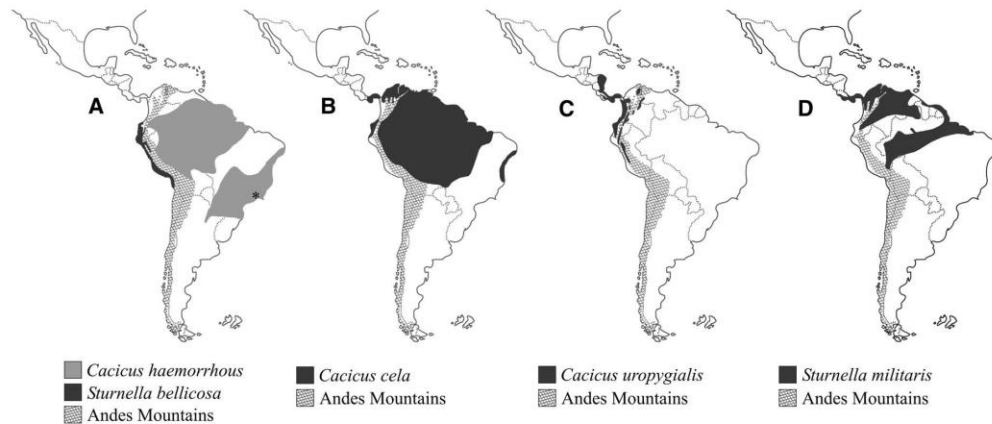 A
B
C
D
*
Cacicus haemorrhous
Sturnella bellicosa
Andes Mountains
Cacicus cela
Andes Mountains
Cacicus uropygialis
Andes Mountains
Sturnella militaris
Andes Mountains